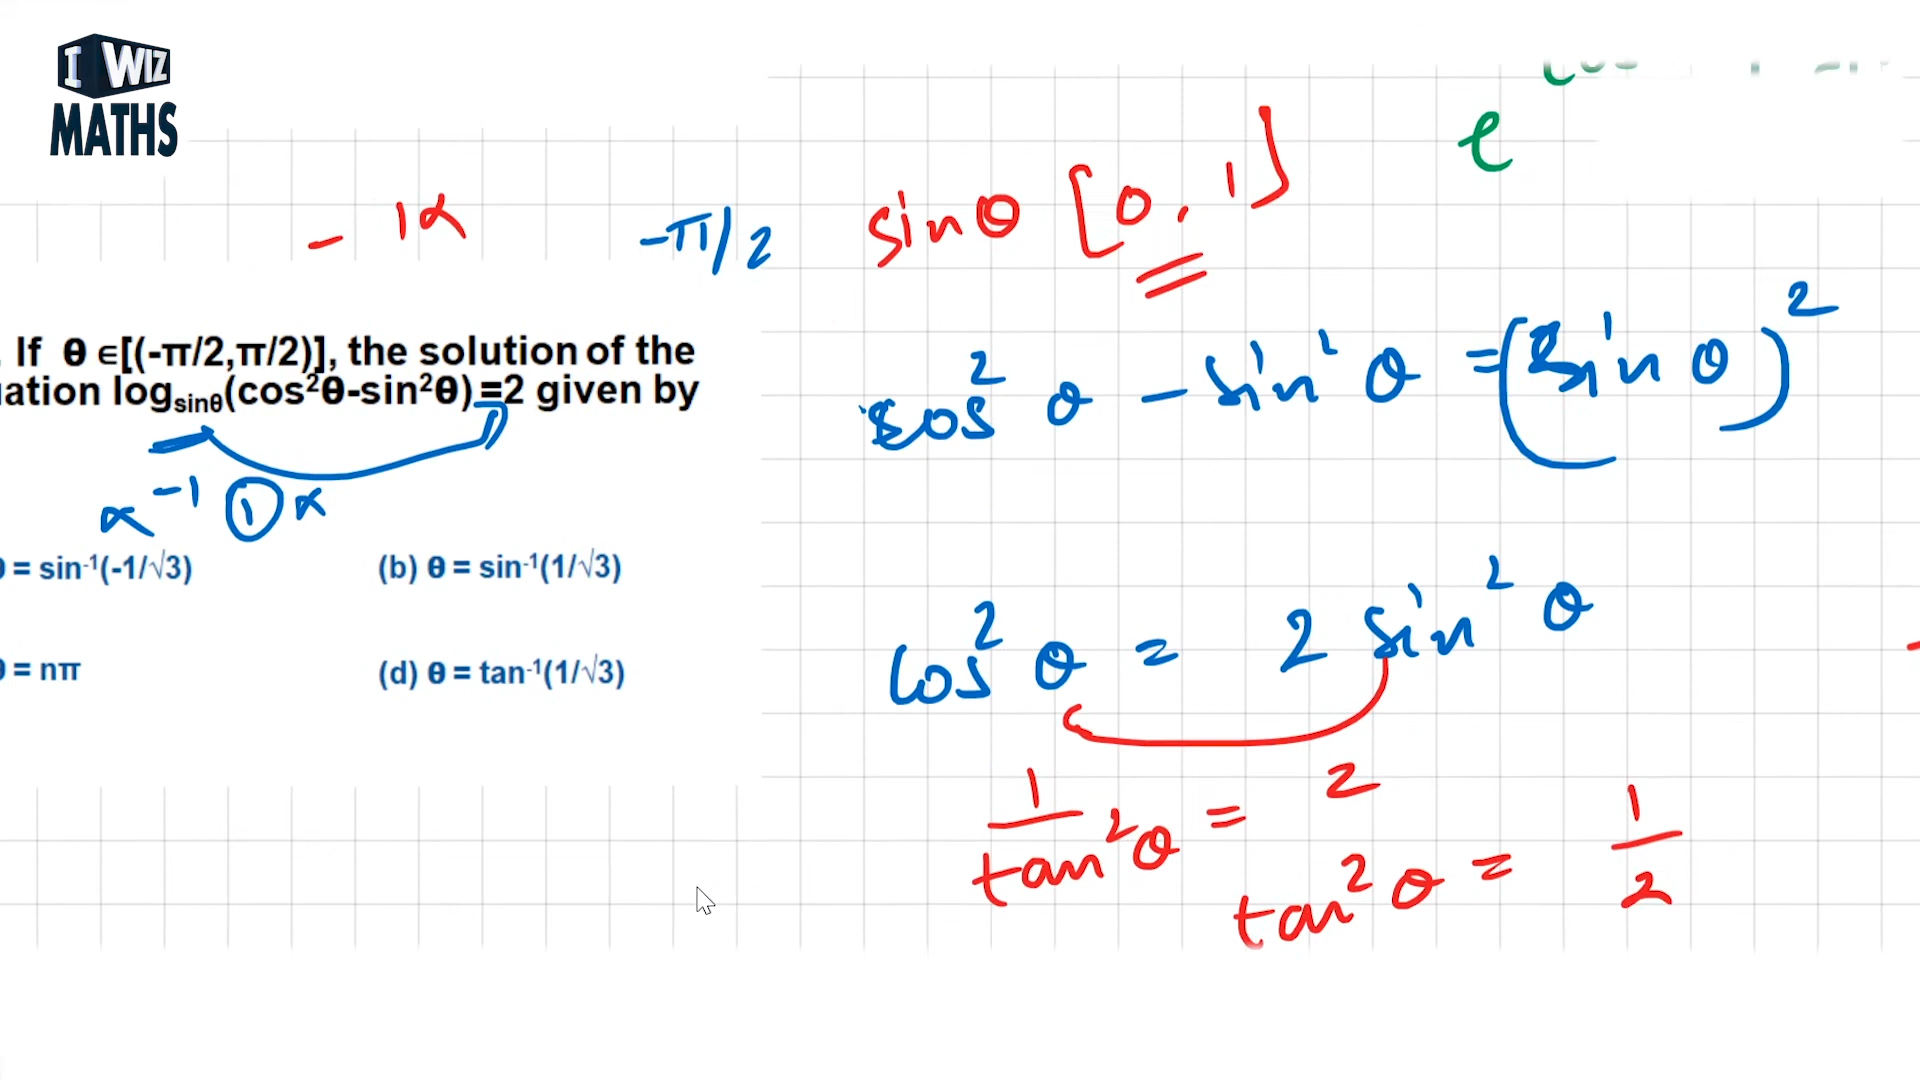 I WIZ
MATHS
- 1 α
-π/2
sinθ [0, 1]
e
. If θ ∈[(-π/2,π/2)], the solution of the
uation log_sinθ(cos²θ-sin²θ)=2 given by
α⁻¹ ① α
θ = sin⁻¹(-1/√3)
(b) θ = sin⁻¹(1/√3)
θ = nπ
(d) θ = tan⁻¹(1/√3)
cos²θ - sin²θ = (sinθ)²
cos²θ = 2 sin²θ
1/tan²θ = 2
tan²θ = 1/2